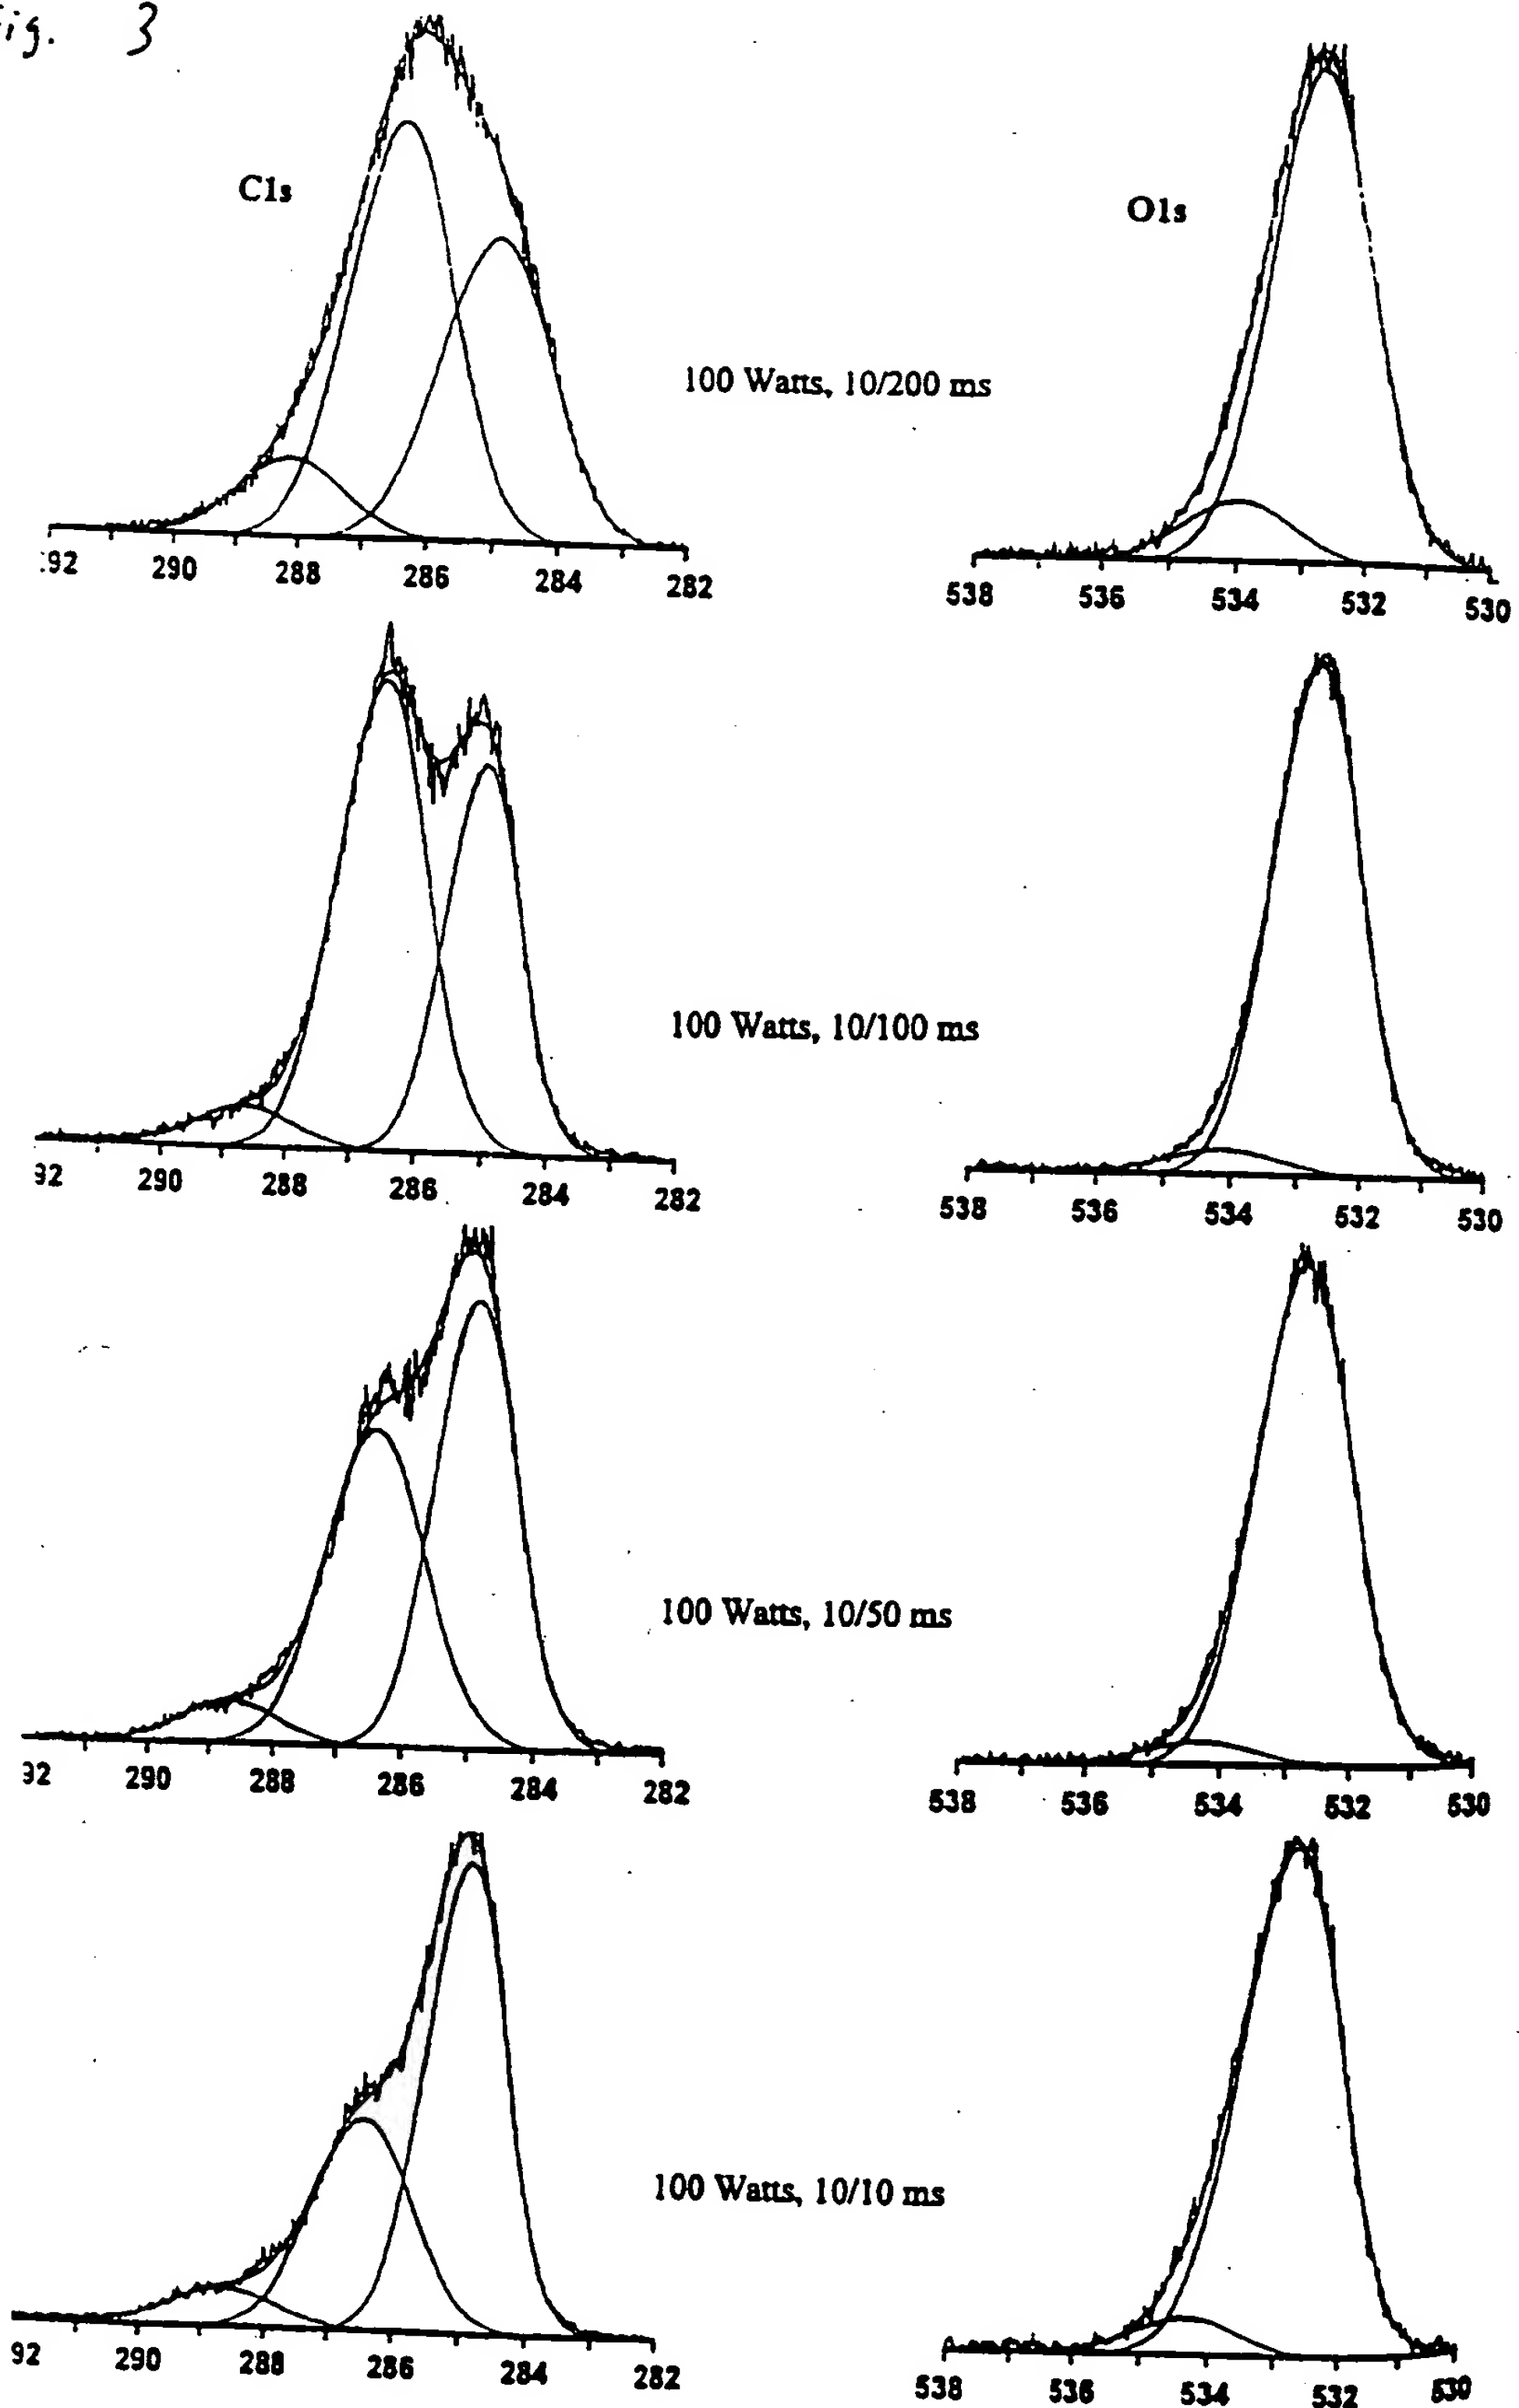 Fig. 3
C1s
O1s
100 Watts, 10/200 ms
:92 290 288 286 284 282
538 536 534 532 530
100 Watts, 10/100 ms
92 290 288 286 284 282
538 536 534 532 530
100 Watts, 10/50 ms
92 290 288 286 284 282
538 536 534 532 530
100 Watts, 10/10 ms
92 290 288 286 284 282
538 536 534 532 530